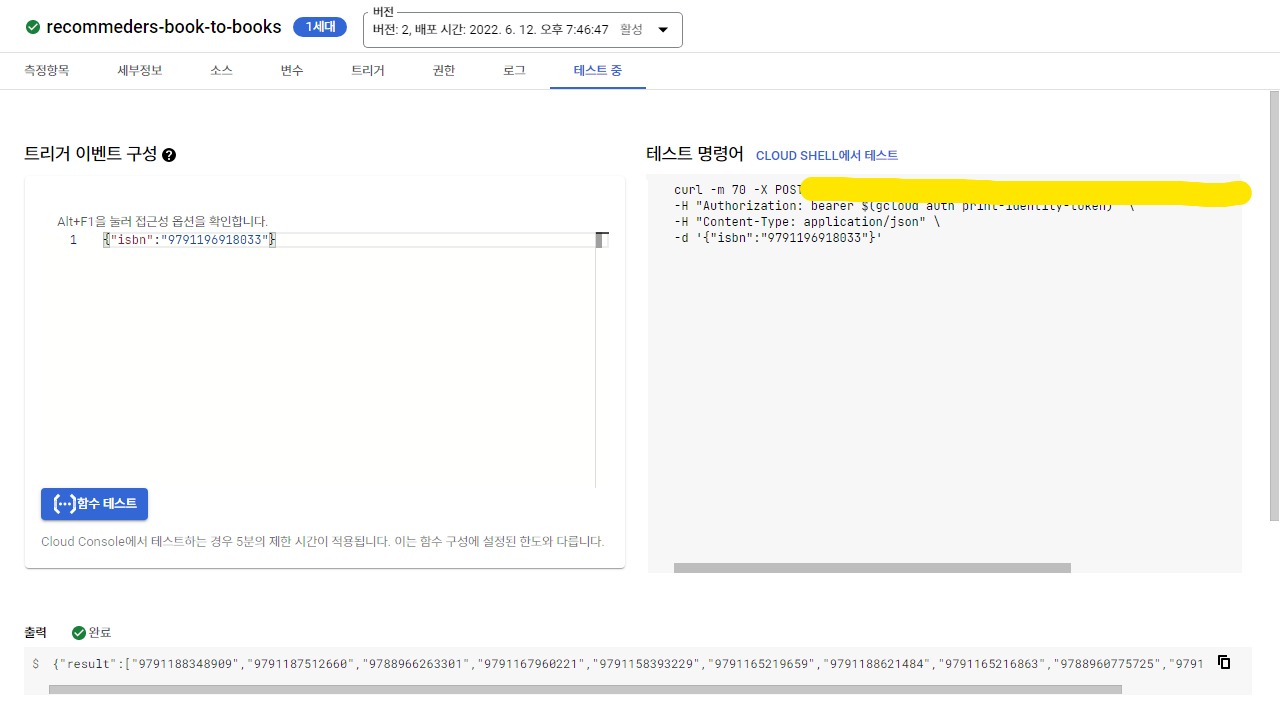 recommeders-book-to-books
1세대
버전
버전: 2, 배포 시간: 2022. 6. 12. 오후 7:46:47 활성
측정항목 세부정보 소스 변수 트리거 권한 로그 테스트 중
트리거 이벤트 구성
Alt+F1을 눌러 접근성 옵션을 확인합니다.
1 {"isbn":"9791196918033"}
함수 테스트
Cloud Console에서 테스트하는 경우 5분의 제한 시간이 적용됩니다. 이는 함수 구성에 설정된 한도와 다릅니다.
테스트 명령어 CLOUD SHELL에서 테스트
curl -m 70 -X POST
-H "Authorization: bearer $(gcloud auth print-identity-token)" \
-H "Content-Type: application/json" \
-d '{"isbn":"9791196918033"}'
출력 완료
$ {"result":["9791188348909","9791187512660","9788966263301","9791167960221","9791158393229","9791165219659","9791188621484","9791165216863","9788960775725","9791